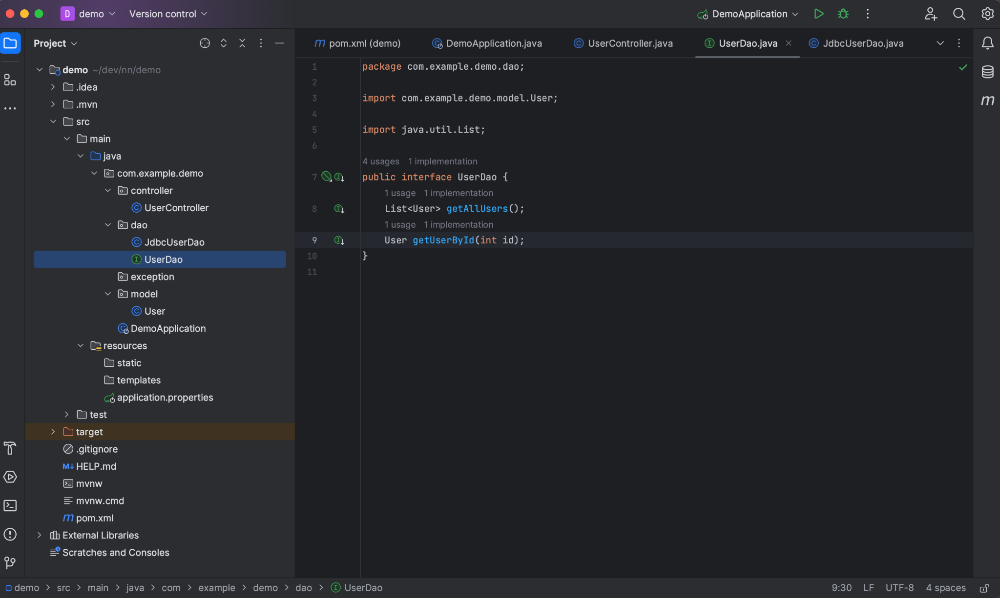 D demo Version control DemoApplication
Project
pom.xml (demo) DemoApplication.java UserController.java UserDao.java JdbcUserDao.java
demo ~/dev/nn/demo
.idea
.mvn
src
main
java
com.example.demo
controller
UserController
dao
JdbcUserDao
UserDao
exception
model
User
DemoApplication
resources
static
templates
application.properties
test
target
.gitignore
HELP.md
mvnw
mvnw.cmd
pom.xml
External Libraries
Scratches and Consoles
1 package com.example.demo.dao;
2
3 import com.example.demo.model.User;
4
5 import java.util.List;
6
4 usages 1 implementation
7 public interface UserDao {
1 usage 1 implementation
8 List<User> getAllUsers();
1 usage 1 implementation
9 User getUserById(int id);
10 }
11
demo > src > main > java > com > example > demo > dao > UserDao 9:30 LF UTF-8 4 spaces